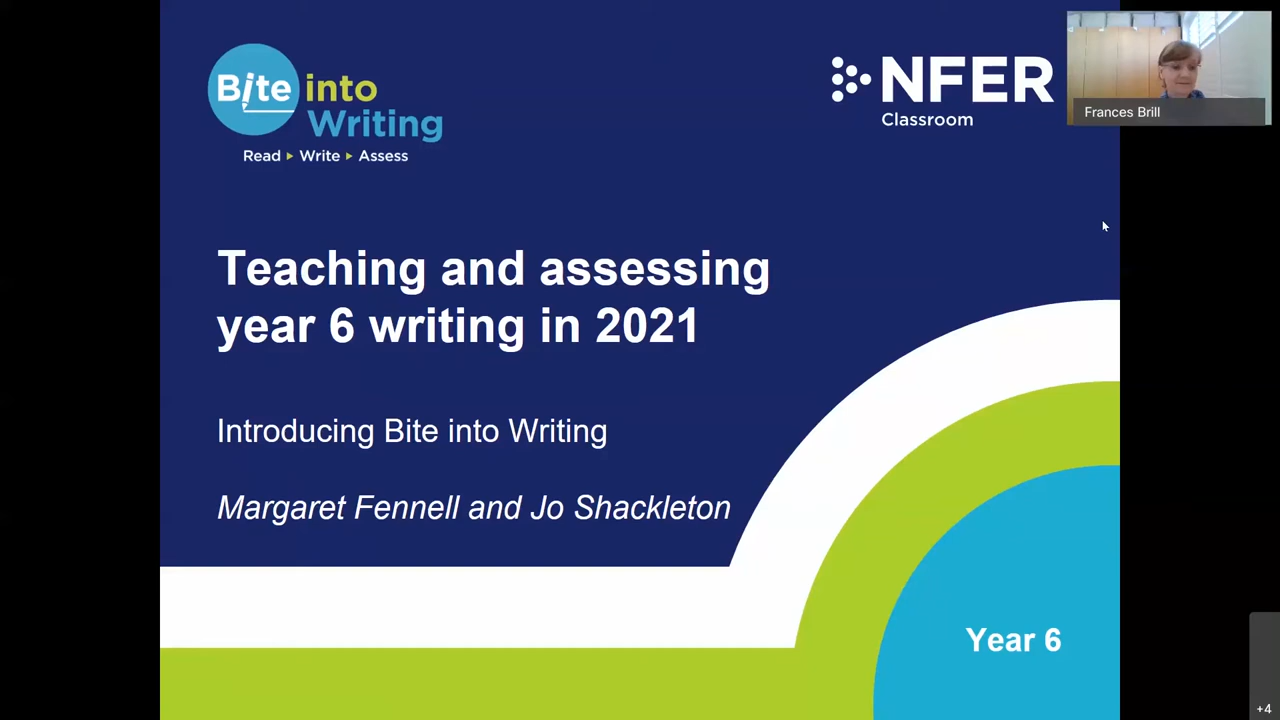 Bite into
Writing
Read ▸ Write ▸ Assess
NFER
Classroom
Frances Brill
Teaching and assessing
year 6 writing in 2021
Introducing Bite into Writing
Margaret Fennell and Jo Shackleton
Year 6
+4